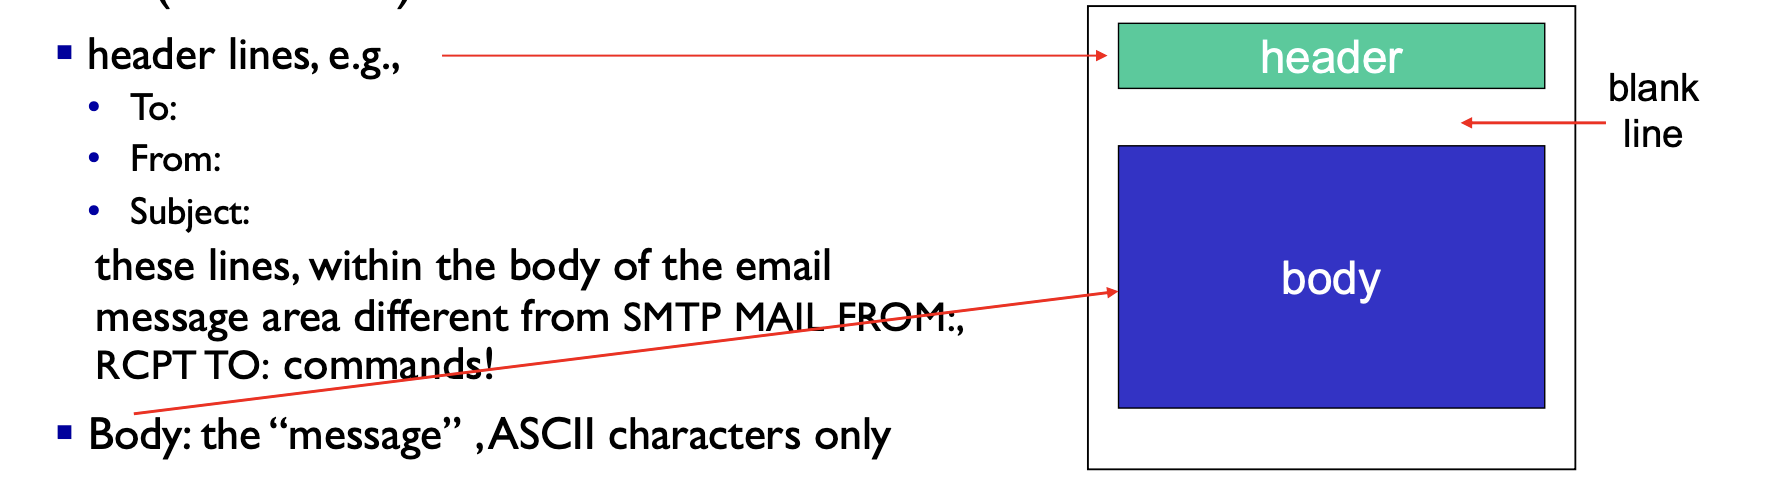 header lines, e.g.,
To:
From:
Subject:
these lines, within the body of the email
message area different from SMTP MAIL FROM:,
RCPT TO: commands!
Body: the “message” , ASCII characters only
header
blank
line
body